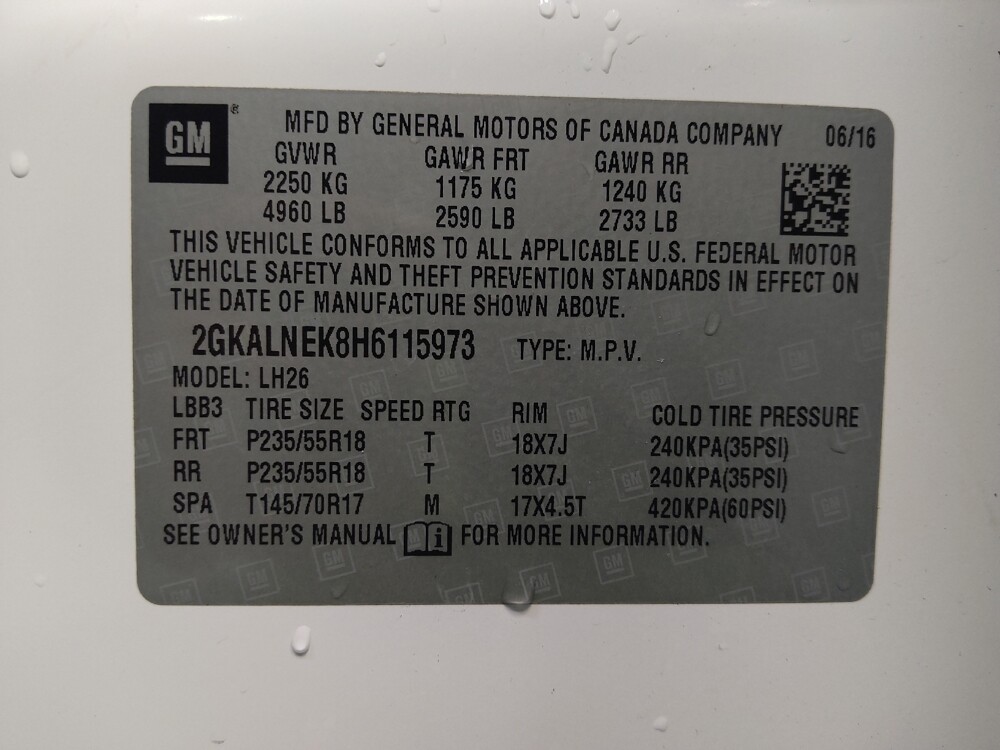 GM ®
MFD BY GENERAL MOTORS OF CANADA COMPANY 06/16
GVWR GAWR FRT GAWR RR
2250 KG 1175 KG 1240 KG
4960 LB 2590 LB 2733 LB
THIS VEHICLE CONFORMS TO ALL APPLICABLE U.S. FEDERAL MOTOR
VEHICLE SAFETY AND THEFT PREVENTION STANDARDS IN EFFECT ON
THE DATE OF MANUFACTURE SHOWN ABOVE.
2GKALNEK8H6115973 TYPE: M.P.V.
MODEL: LH26
LBB3 TIRE SIZE SPEED RTG RIM COLD TIRE PRESSURE
FRT P235/55R18 T 18X7J 240KPA(35PSI)
RR P235/55R18 T 18X7J 240KPA(35PSI)
SPA T145/70R17 M 17X4.5T 420KPA(60PSI)
SEE OWNER'S MANUAL i FOR MORE INFORMATION.